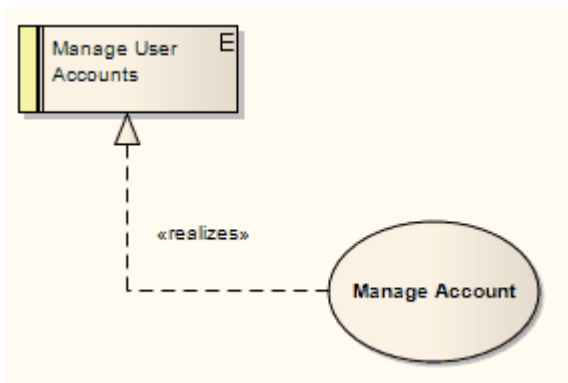 Manage User
Accounts
E
«realizes»
Manage Account